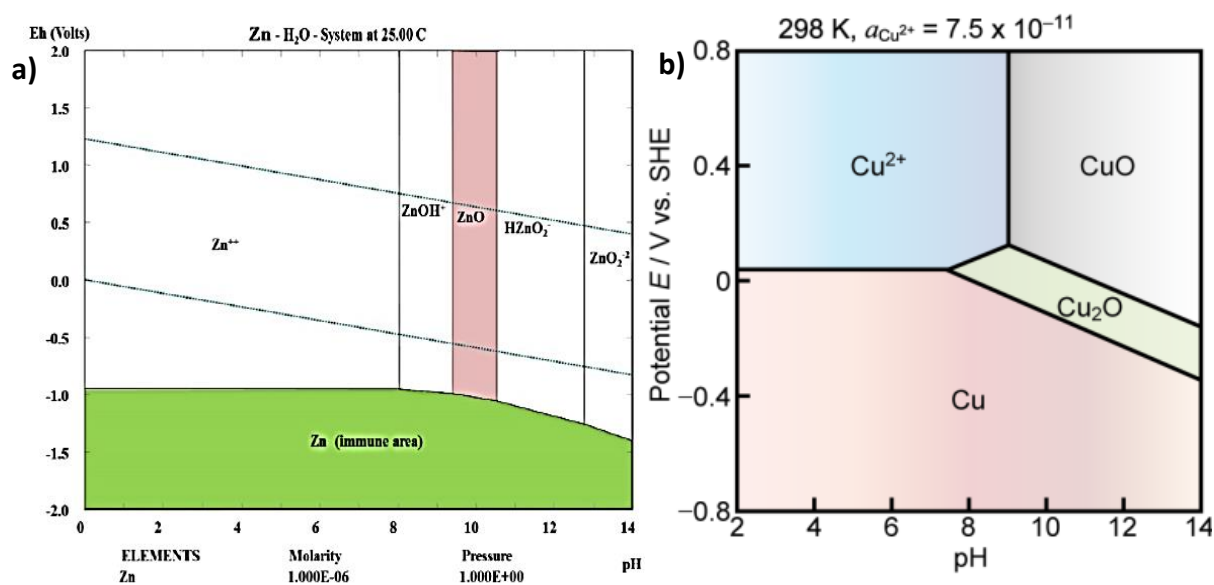 a)
Eh (Volts)
Zn - H₂O - System at 25.00 C
2.0
1.5
1.0
0.5
0.0
-0.5
-1.0
-1.5
-2.0
Zn⁺⁺
ZnOH⁺
ZnO
HZnO₂⁻
ZnO₂⁻²
Zn (immune area)
0 2 4 6 8 10 12 14
ELEMENTS Molarity Pressure pH
Zn 1.000E-06 1.000E+00
b)
298 K, aCu²⁺ = 7.5 x 10⁻¹¹
Potential E / V vs. SHE
0.8
0.4
0
−0.4
−0.8
Cu²⁺
CuO
Cu₂O
Cu
2 4 6 8 10 12 14
pH